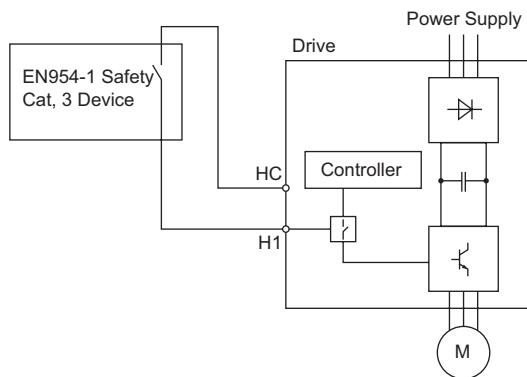 Power Supply
Drive
EN954-1 Safety
Cat, 3 Device
HC
Controller
H1
M